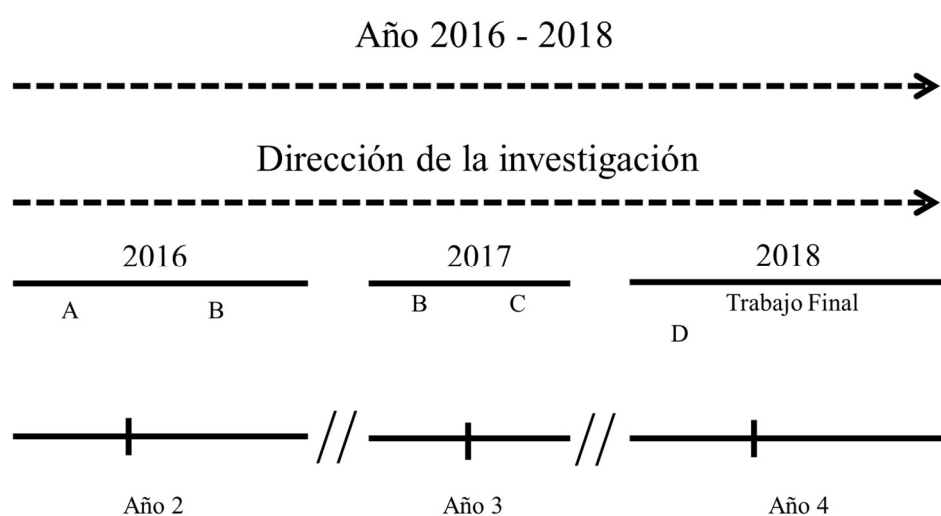 Año 2016 - 2018
Dirección de la investigación
2016 2017 2018
A B B C Trabajo Final
D
Año 2 Año 3 Año 4